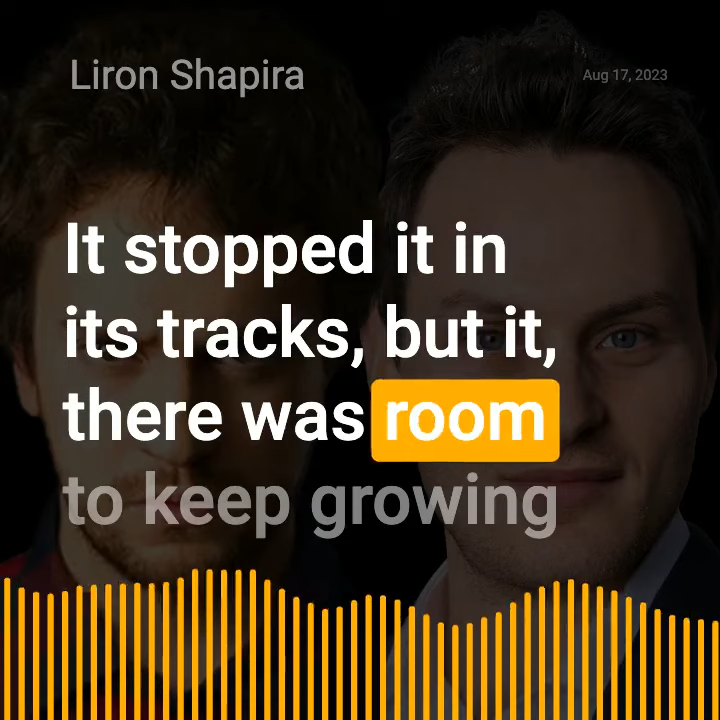 Liron Shapira
Aug 17, 2023
It stopped it in
its tracks, but it,
there was room
to keep growing